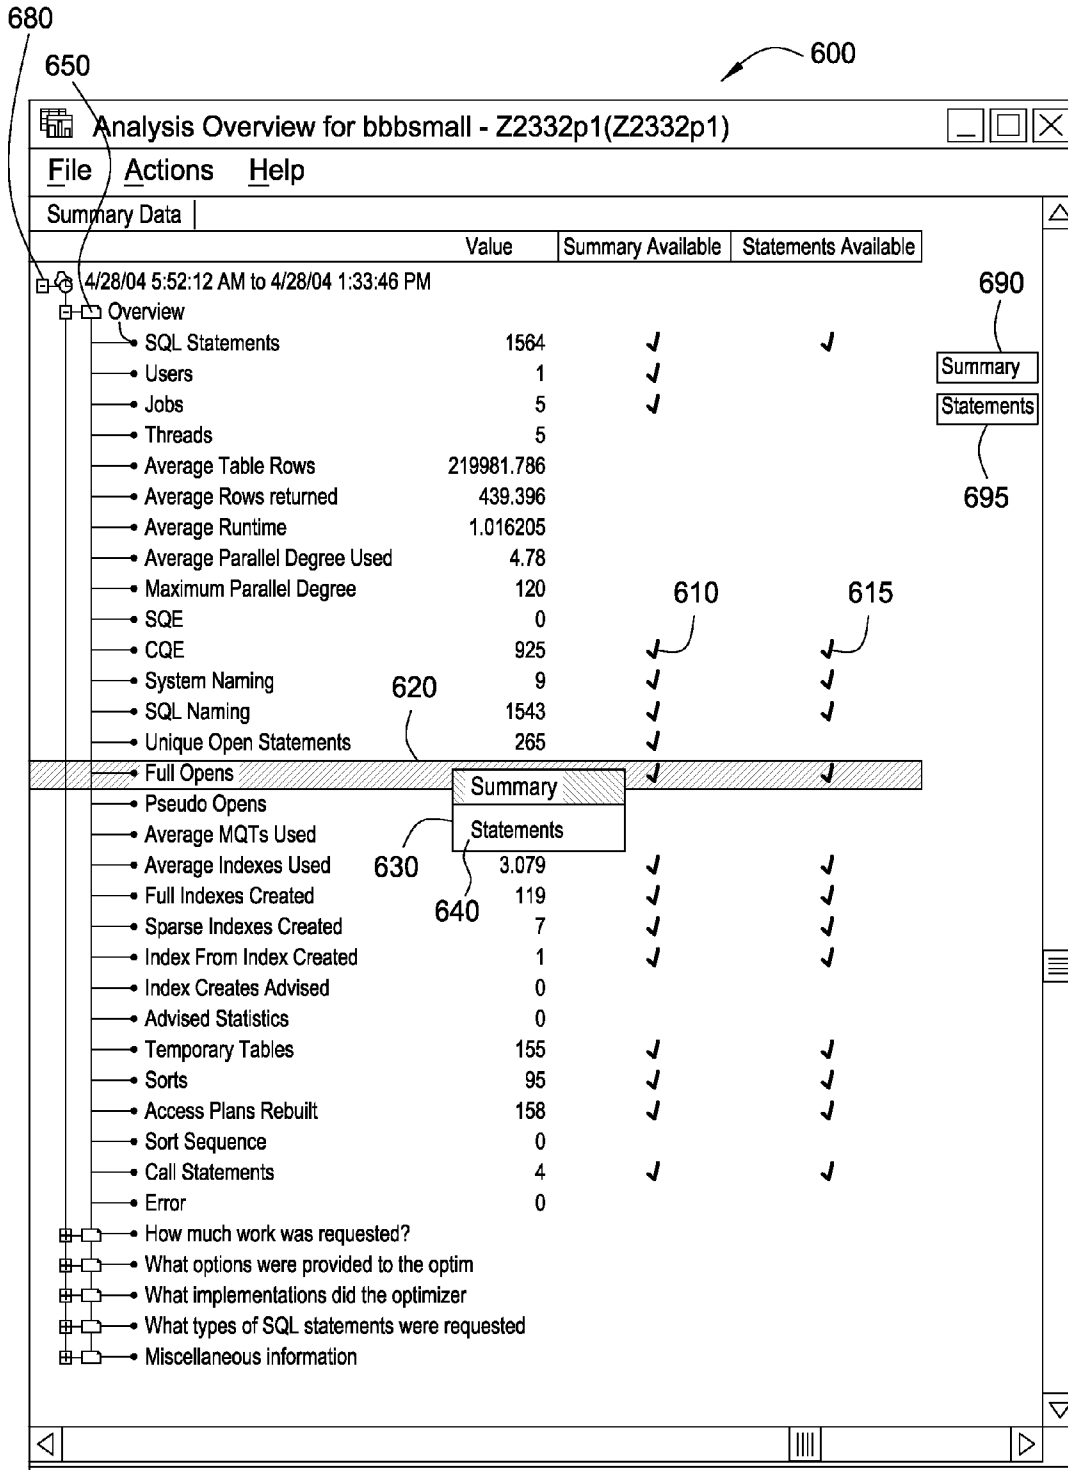 680
650
600
Analysis Overview for bbbsmall - Z2332p1(Z2332p1)
File Actions Help
Summary Data
Value Summary Available Statements Available
4/28/04 5:52:12 AM to 4/28/04 1:33:46 PM
690
Overview
SQL Statements 1564
Users 1
Summary
Jobs 5
Statements
Threads 5
Average Table Rows 219981.786
Average Rows returned 439.396
695
Average Runtime 1.016205
Average Parallel Degree Used 4.78
Maximum Parallel Degree 120
610 615
SQE 0
CQE 925
System Naming 9
620
SQL Naming 1543
Unique Open Statements 265
Full Opens
Summary
Pseudo Opens
Statements
Average MQTs Used
630
Average Indexes Used 3.079
Full Indexes Created 119
640
Sparse Indexes Created 7
Index From Index Created 1
Index Creates Advised 0
Advised Statistics 0
Temporary Tables 155
Sorts 95
Access Plans Rebuilt 158
Sort Sequence 0
Call Statements 4
Error 0
How much work was requested?
What options were provided to the optim
What implementations did the optimizer
What types of SQL statements were requested
Miscellaneous information